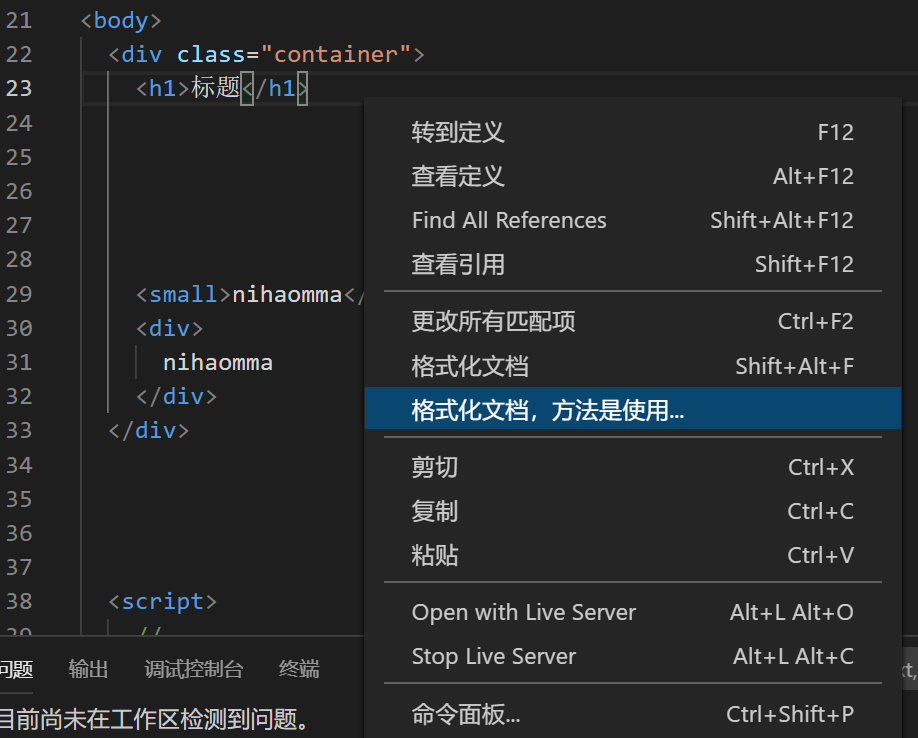 21 <body>
22 <div class="container">
23 <h1>标题</h1>
24
25
26
27
28
29 <small>nihaomma</
30 <div>
31 nihaomma
32 </div>
33 </div>
34
35
36
37
38 <script>
39 //
转到定义 F12
查看定义 Alt+F12
Find All References Shift+Alt+F12
查看引用 Shift+F12
更改所有匹配项 Ctrl+F2
格式化文档 Shift+Alt+F
格式化文档，方法是使用...
剪切 Ctrl+X
复制 Ctrl+C
粘贴 Ctrl+V
Open with Live Server Alt+L Alt+O
Stop Live Server Alt+L Alt+C
命令面板... Ctrl+Shift+P
问题 输出 调试控制台 终端
目前尚未在工作区检测到问题。